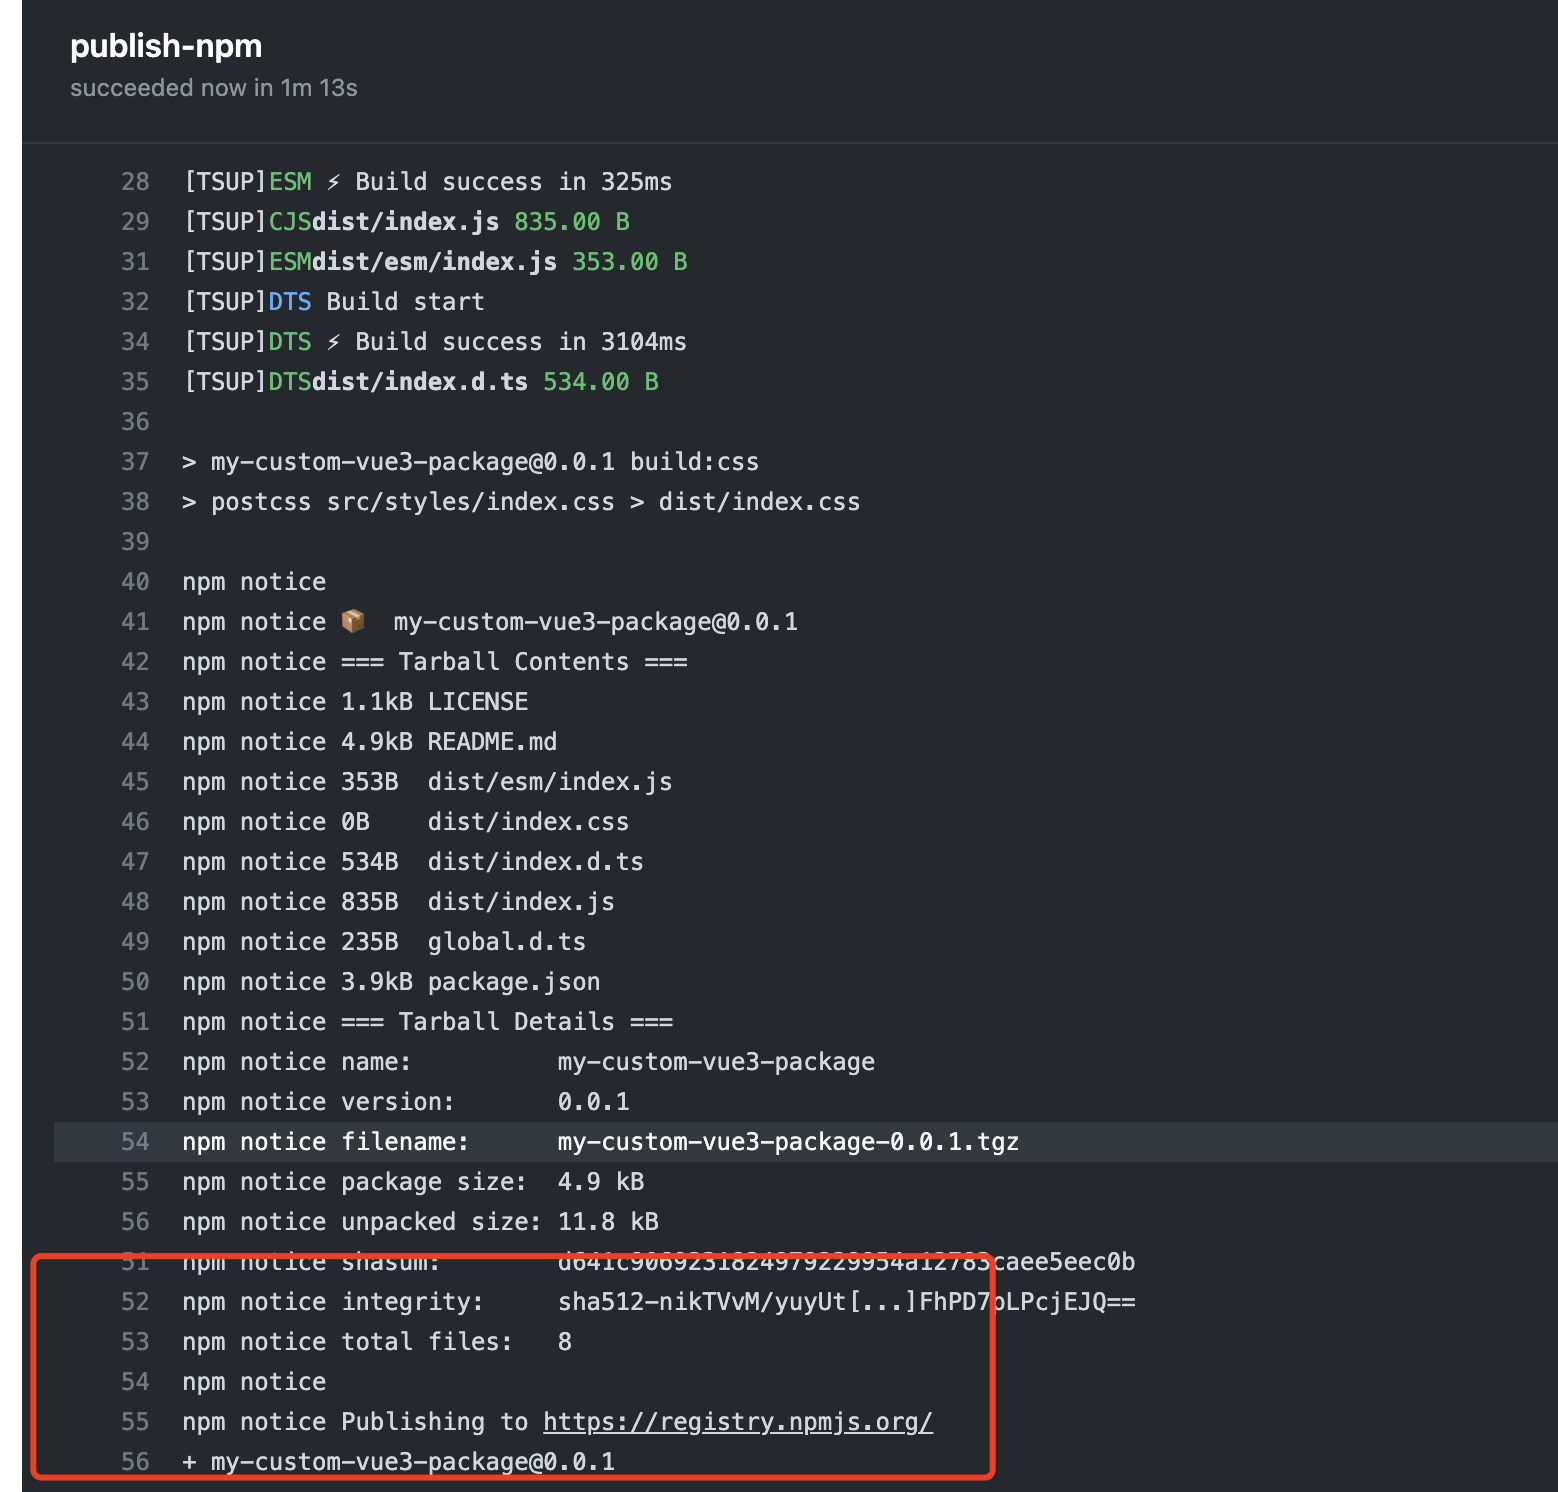 publish-npm
succeeded now in 1m 13s
28 [TSUP]ESM ⚡ Build success in 325ms
29 [TSUP]CJSdist/index.js 835.00 B
31 [TSUP]ESMdist/esm/index.js 353.00 B
32 [TSUP]DTS Build start
34 [TSUP]DTS ⚡ Build success in 3104ms
35 [TSUP]DTSdist/index.d.ts 534.00 B
36
37 > my-custom-vue3-package@0.0.1 build:css
38 > postcss src/styles/index.css > dist/index.css
39
40 npm notice
41 npm notice 📦 my-custom-vue3-package@0.0.1
42 npm notice === Tarball Contents ===
43 npm notice 1.1kB LICENSE
44 npm notice 4.9kB README.md
45 npm notice 353B dist/esm/index.js
46 npm notice 0B dist/index.css
47 npm notice 534B dist/index.d.ts
48 npm notice 835B dist/index.js
49 npm notice 235B global.d.ts
50 npm notice 3.9kB package.json
51 npm notice === Tarball Details ===
52 npm notice name: my-custom-vue3-package
53 npm notice version: 0.0.1
54 npm notice filename: my-custom-vue3-package-0.0.1.tgz
55 npm notice package size: 4.9 kB
56 npm notice unpacked size: 11.8 kB
51 npm notice shasum: d641c9069231824979229954a12783caee5eec0b
52 npm notice integrity: sha512-nikTVvM/yuyUt[...]FhPD7pLPcjEJQ==
53 npm notice total files: 8
54 npm notice
55 npm notice Publishing to https://registry.npmjs.org/
56 + my-custom-vue3-package@0.0.1